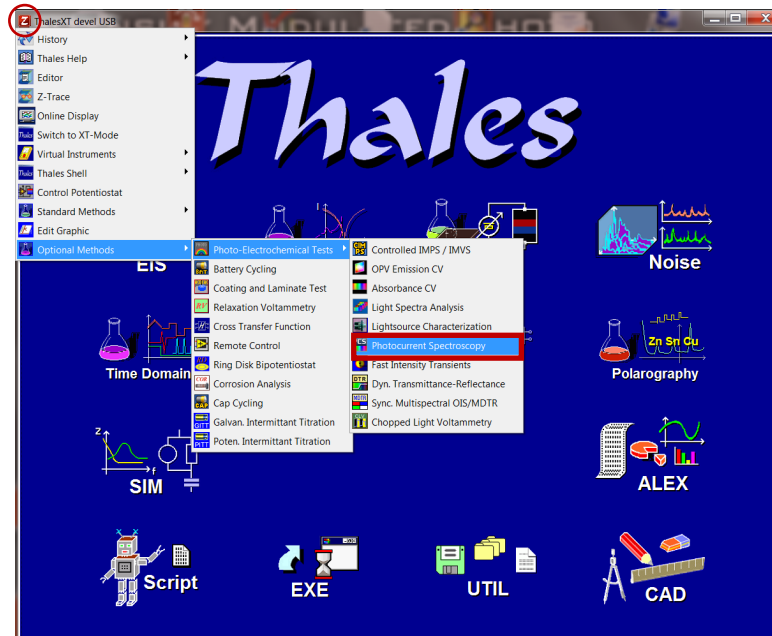 ThalesXT devel USB
History
Thales Help
Editor
Z-Trace
Online Display
Switch to XT-Mode
Virtual Instruments
Thales Shell
Control Potentiostat
Standard Methods
Edit Graphic
Optional Methods
Photo-Electrochemical Tests
Battery Cycling
Coating and Laminate Test
Relaxation Voltammetry
Cross Transfer Function
Remote Control
Ring Disk Bipotentiostat
Corrosion Analysis
Cap Cycling
Galvan. Intermittant Titration
Poten. Intermittant Titration
Controlled IMPS / IMVS
OPV Emission CV
Absorbance CV
Light Spectra Analysis
Lightsource Characterization
Photocurrent Spectroscopy
Fast Intensity Transients
Dyn. Transmittance-Reflectance
Sync. Multispectral OIS/MDTR
Chopped Light Voltammetry
Thales
EIS
Noise
Time Domain
Zn Sn Cu
Polarography
Z
f
SIM
ALEX
Script
EXE
UTIL
CAD